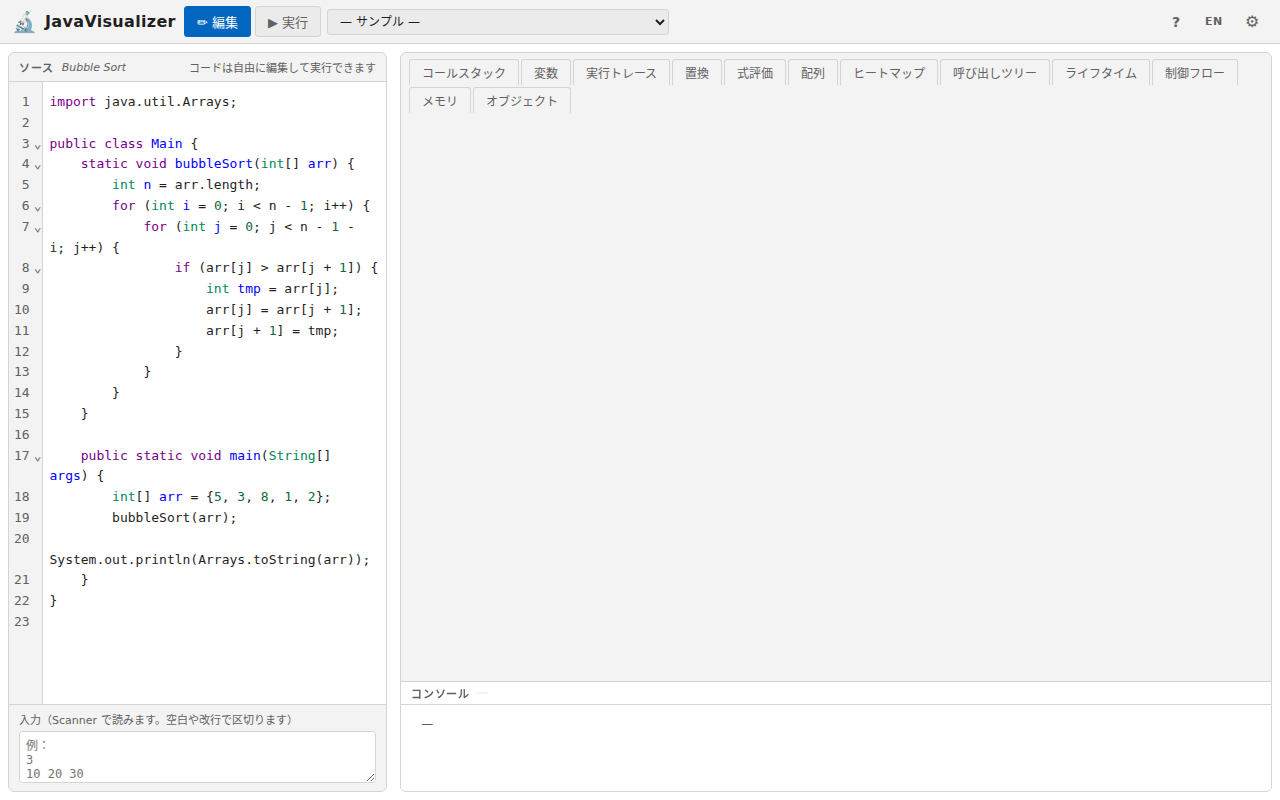 JavaVisualizer
✏ 編集
▶ 実行
— サンプル —
?
EN
ソース Bubble Sort
コードは自由に編集して実行できます
1 import java.util.Arrays;
2
3 public class Main {
4     static void bubbleSort(int[] arr) {
5         int n = arr.length;
6         for (int i = 0; i < n - 1; i++) {
7             for (int j = 0; j < n - 1 -
i; j++) {
8                 if (arr[j] > arr[j + 1]) {
9                     int tmp = arr[j];
10                     arr[j] = arr[j + 1];
11                     arr[j + 1] = tmp;
12                 }
13             }
14         }
15     }
16
17     public static void main(String[]
args) {
18         int[] arr = {5, 3, 8, 1, 2};
19         bubbleSort(arr);
20
System.out.println(Arrays.toString(arr));
21     }
22 }
23
入力（Scanner で読みます。空白や改行で区切ります）
例：
3
10 20 30
コールスタック
変数
実行トレース
置換
式評価
配列
ヒートマップ
呼び出しツリー
ライフタイム
制御フロー
メモリ
オブジェクト
コンソール —
—